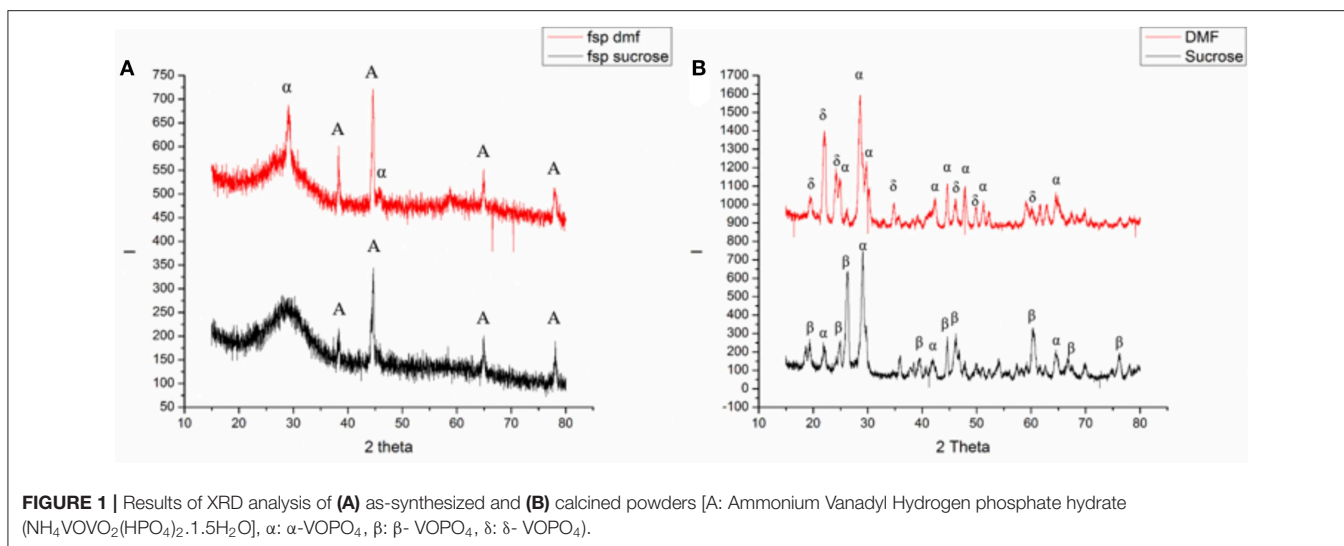 A
fsp dmf
fsp sucrose
750
700
650
600
550
500
450
400
350
300
250
200
150
100
50
I
α
A
A
α
A
A
A
A
A
A
10 20 30 40 50 60 70 80
2 theta
B
DMF
Sucrose
1700
1600
1500
1400
1300
1200
1100
1000
900
800
700
600
500
400
300
200
100
0
-100
I
δ
δ
δ
α
α
α
δ
α
α
δ
α
δ
α
δ
α
β
α
β
β
α
β
α
β
β
β
α
β
β
10 20 30 40 50 60 70 80
2 Theta
FIGURE 1 | Results of XRD analysis of (A) as-synthesized and (B) calcined powders [A: Ammonium Vanadyl Hydrogen phosphate hydrate
(NH₄VOVO₂(HPO₄)₂.1.5H₂O], α: α-VOPO₄, β: β- VOPO₄, δ: δ- VOPO₄).